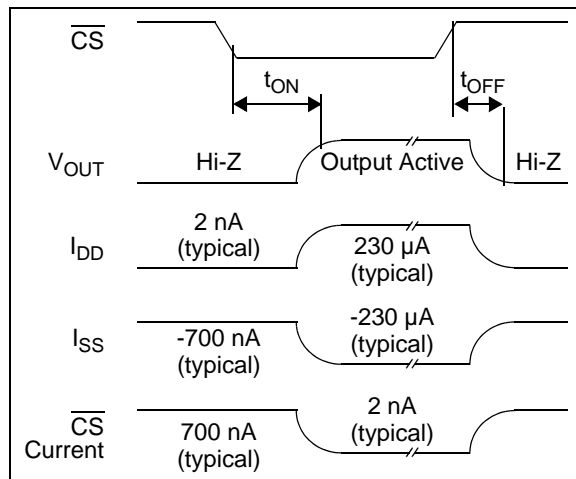 CS
tON
tOFF
VOUT
Hi-Z
Output Active
Hi-Z
IDD
2 nA
(typical)
230 µA
(typical)
ISS
-700 nA
(typical)
-230 µA
(typical)
CS
Current
700 nA
(typical)
2 nA
(typical)